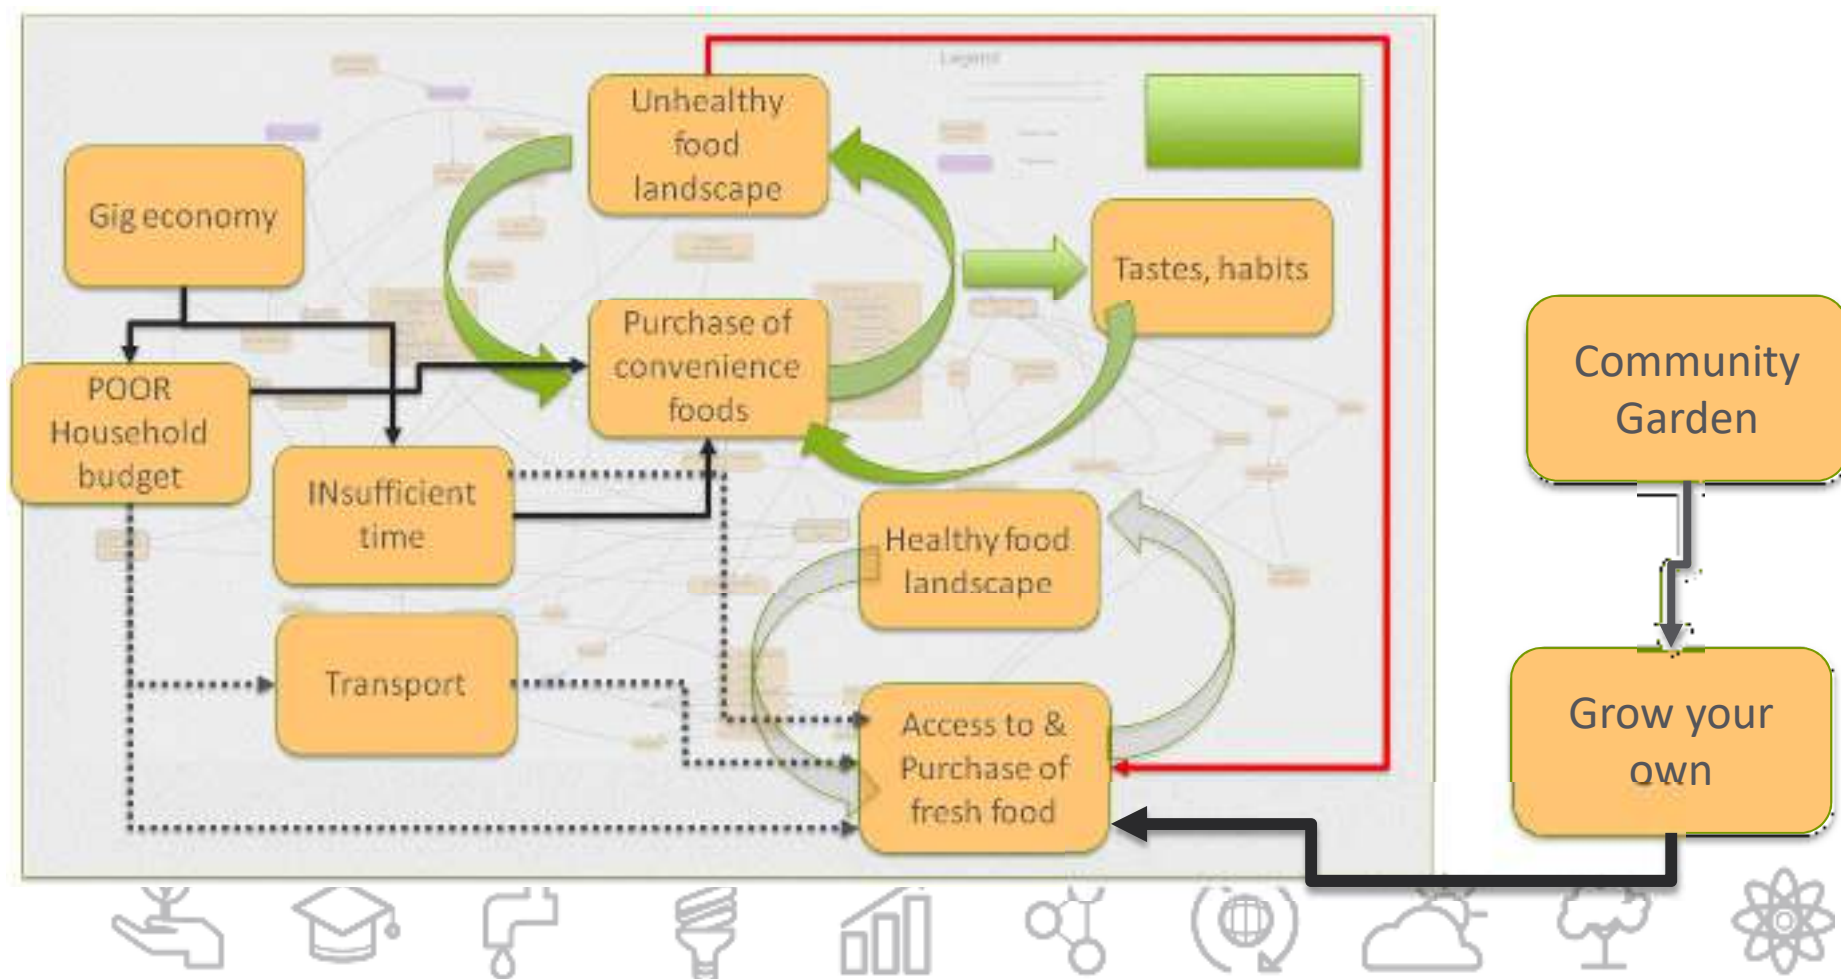 Legend
Unhealthy
food
landscape
Gig economy
Tastes, habits
Purchase of
convenience
foods
POOR
Household
budget
INsufficient
time
Healthy food
landscape
Transport
Access to &
Purchase of
fresh food
Community
Garden
Grow your
own